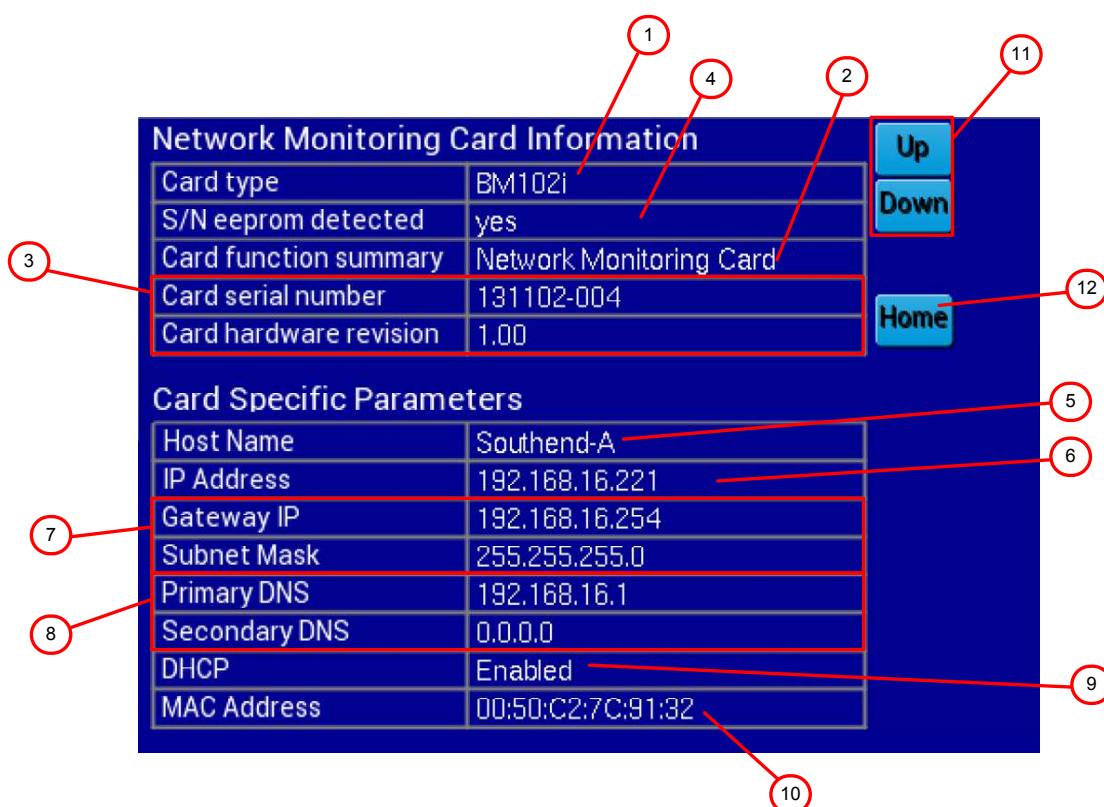 1
4
2
11
Network Monitoring Card Information
Up
Card type BM102i
Down
S/N eeprom detected yes
Card function summary Network Monitoring Card
3
Card serial number 131102-004
12
Home
Card hardware revision 1.00
Card Specific Parameters
5
Host Name Southend-A
6
IP Address 192.168.16.221
7
Gateway IP 192.168.16.254
Subnet Mask 255.255.255.0
Primary DNS 192.168.16.1
8
Secondary DNS 0.0.0.0
DHCP Enabled
9
MAC Address 00:50:C2:7C:91:32
10